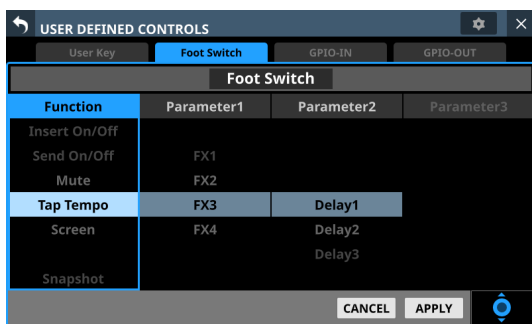 USER DEFINED CONTROLS
User Key Foot Switch GPIO-IN GPIO-OUT
Foot Switch
Function Parameter1 Parameter2 Parameter3
Insert On/Off
Send On/Off FX1
Mute FX2
Tap Tempo FX3 Delay1
Screen FX4 Delay2
Delay3
Snapshot
CANCEL APPLY